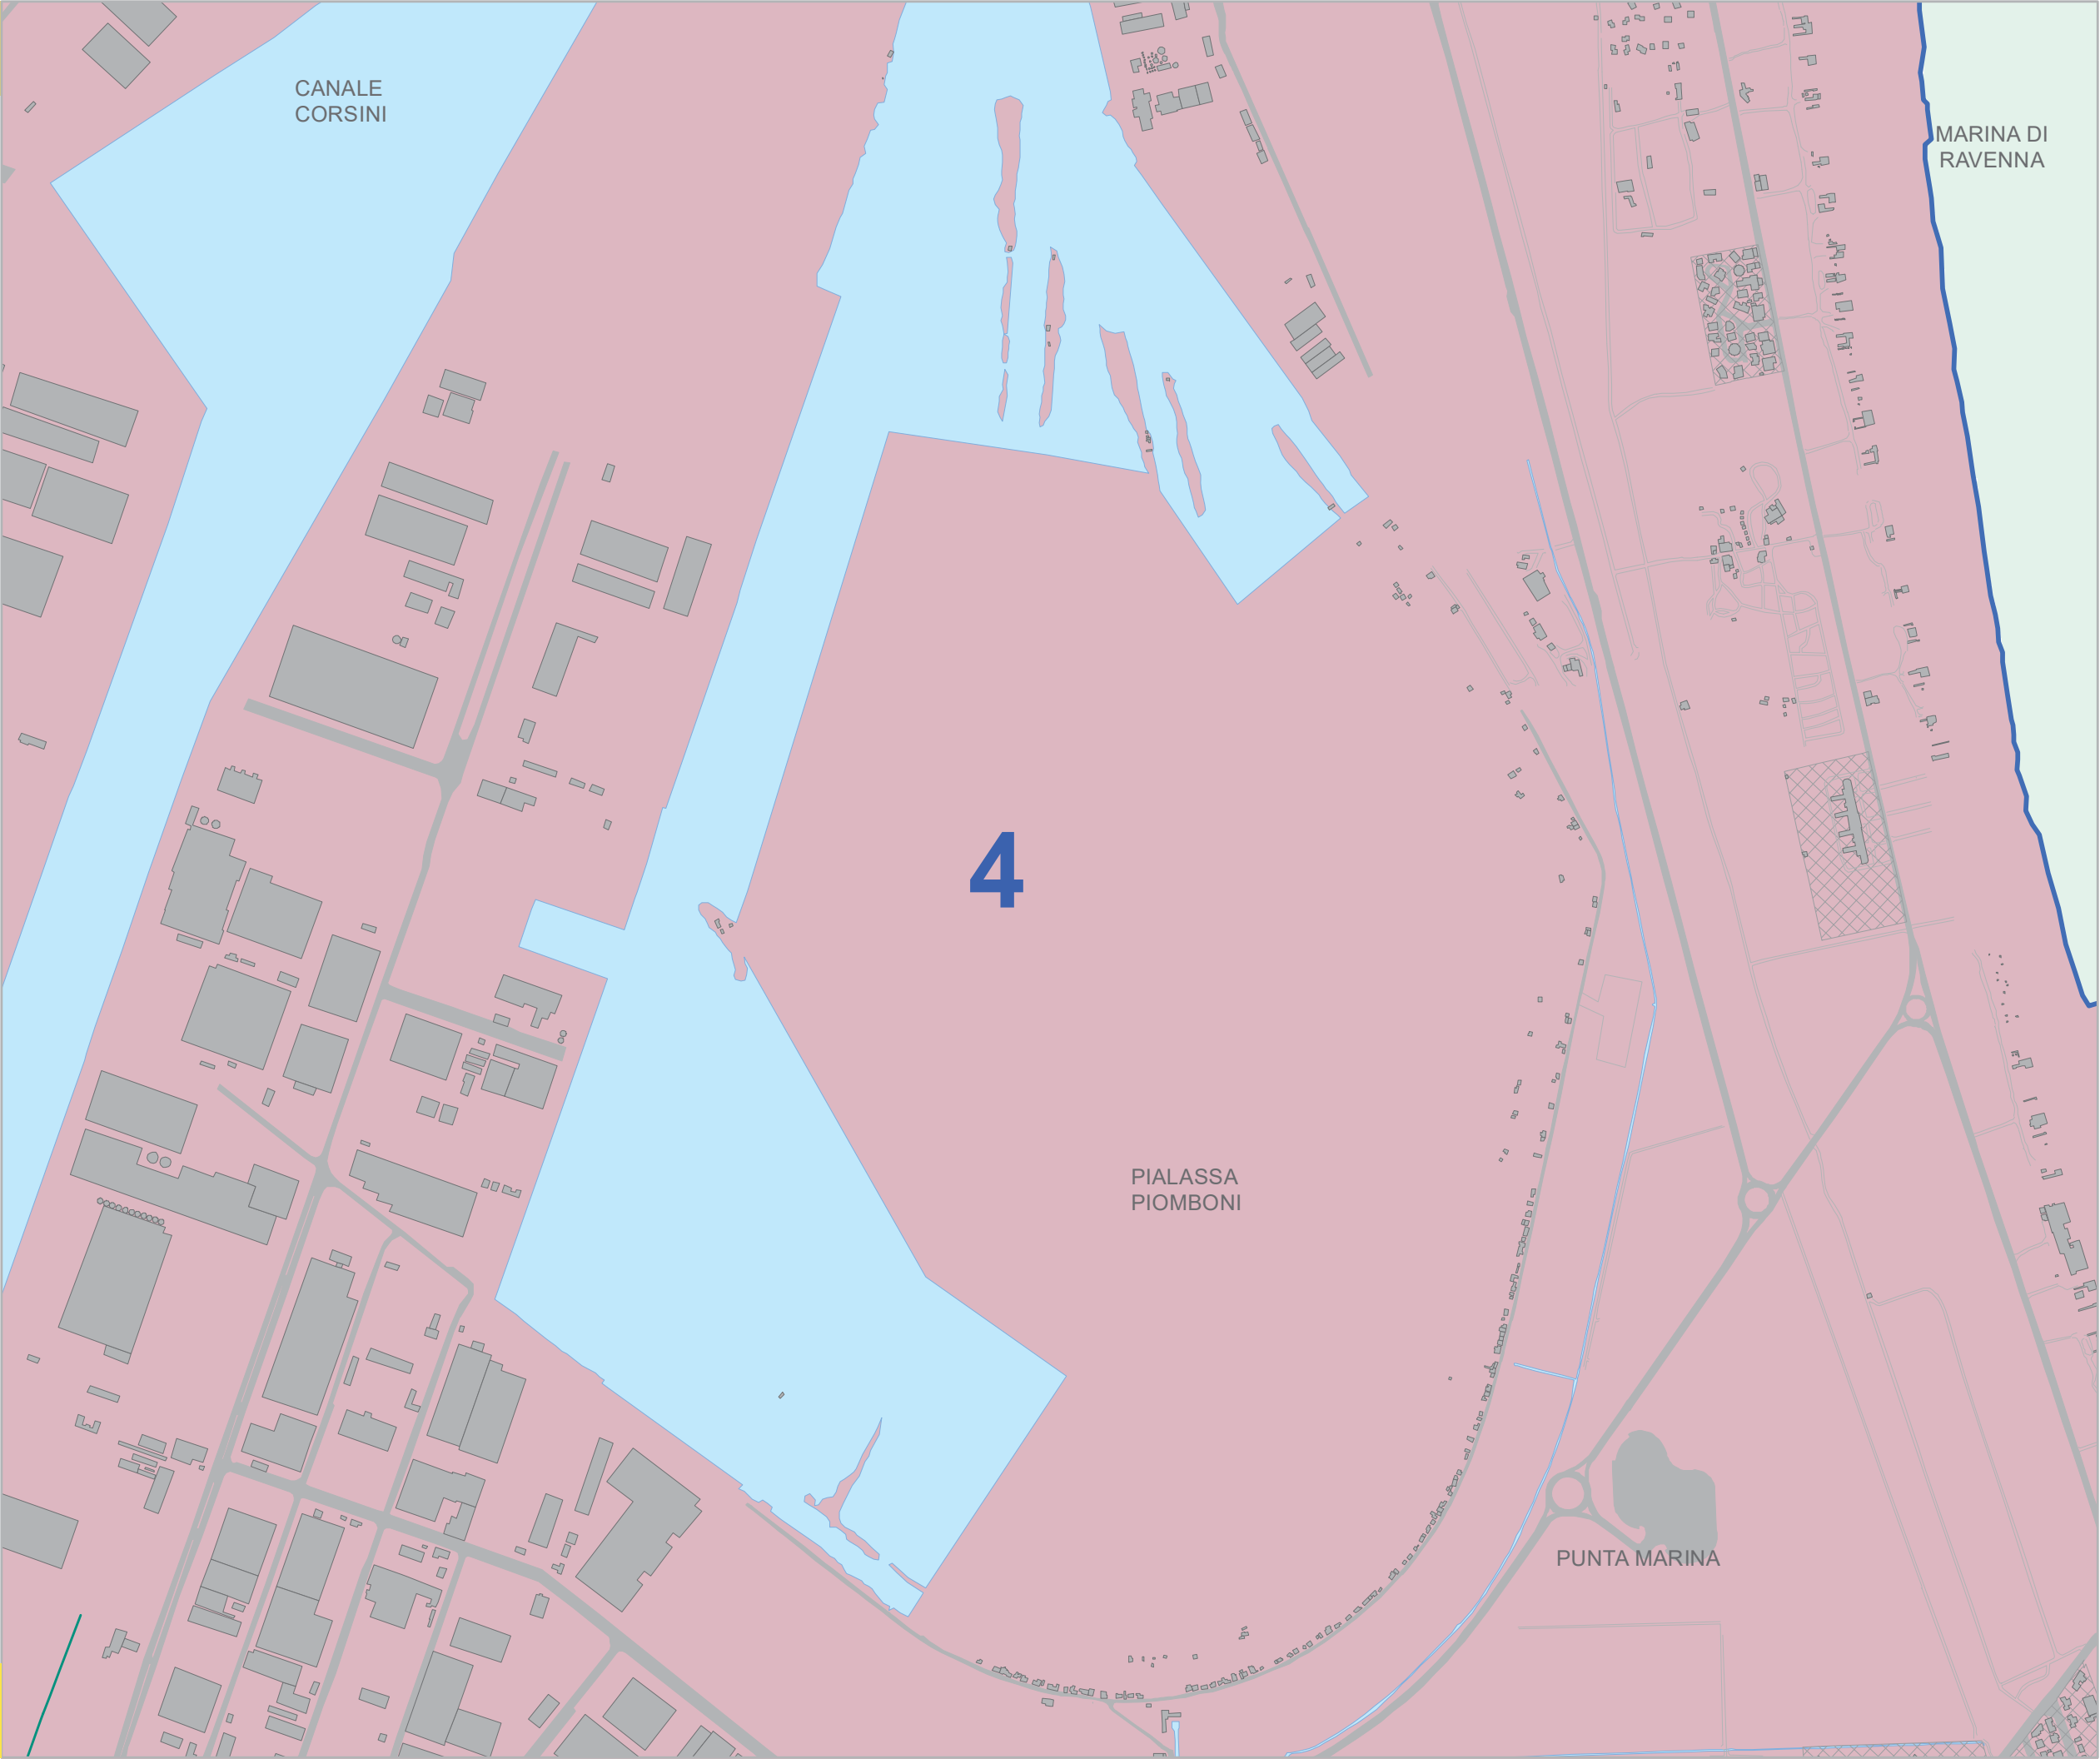 CANALE
CORSINI
MARINA DI
RAVENNA
4
PIALASSA
PIOMBONI
PUNTA MARINA